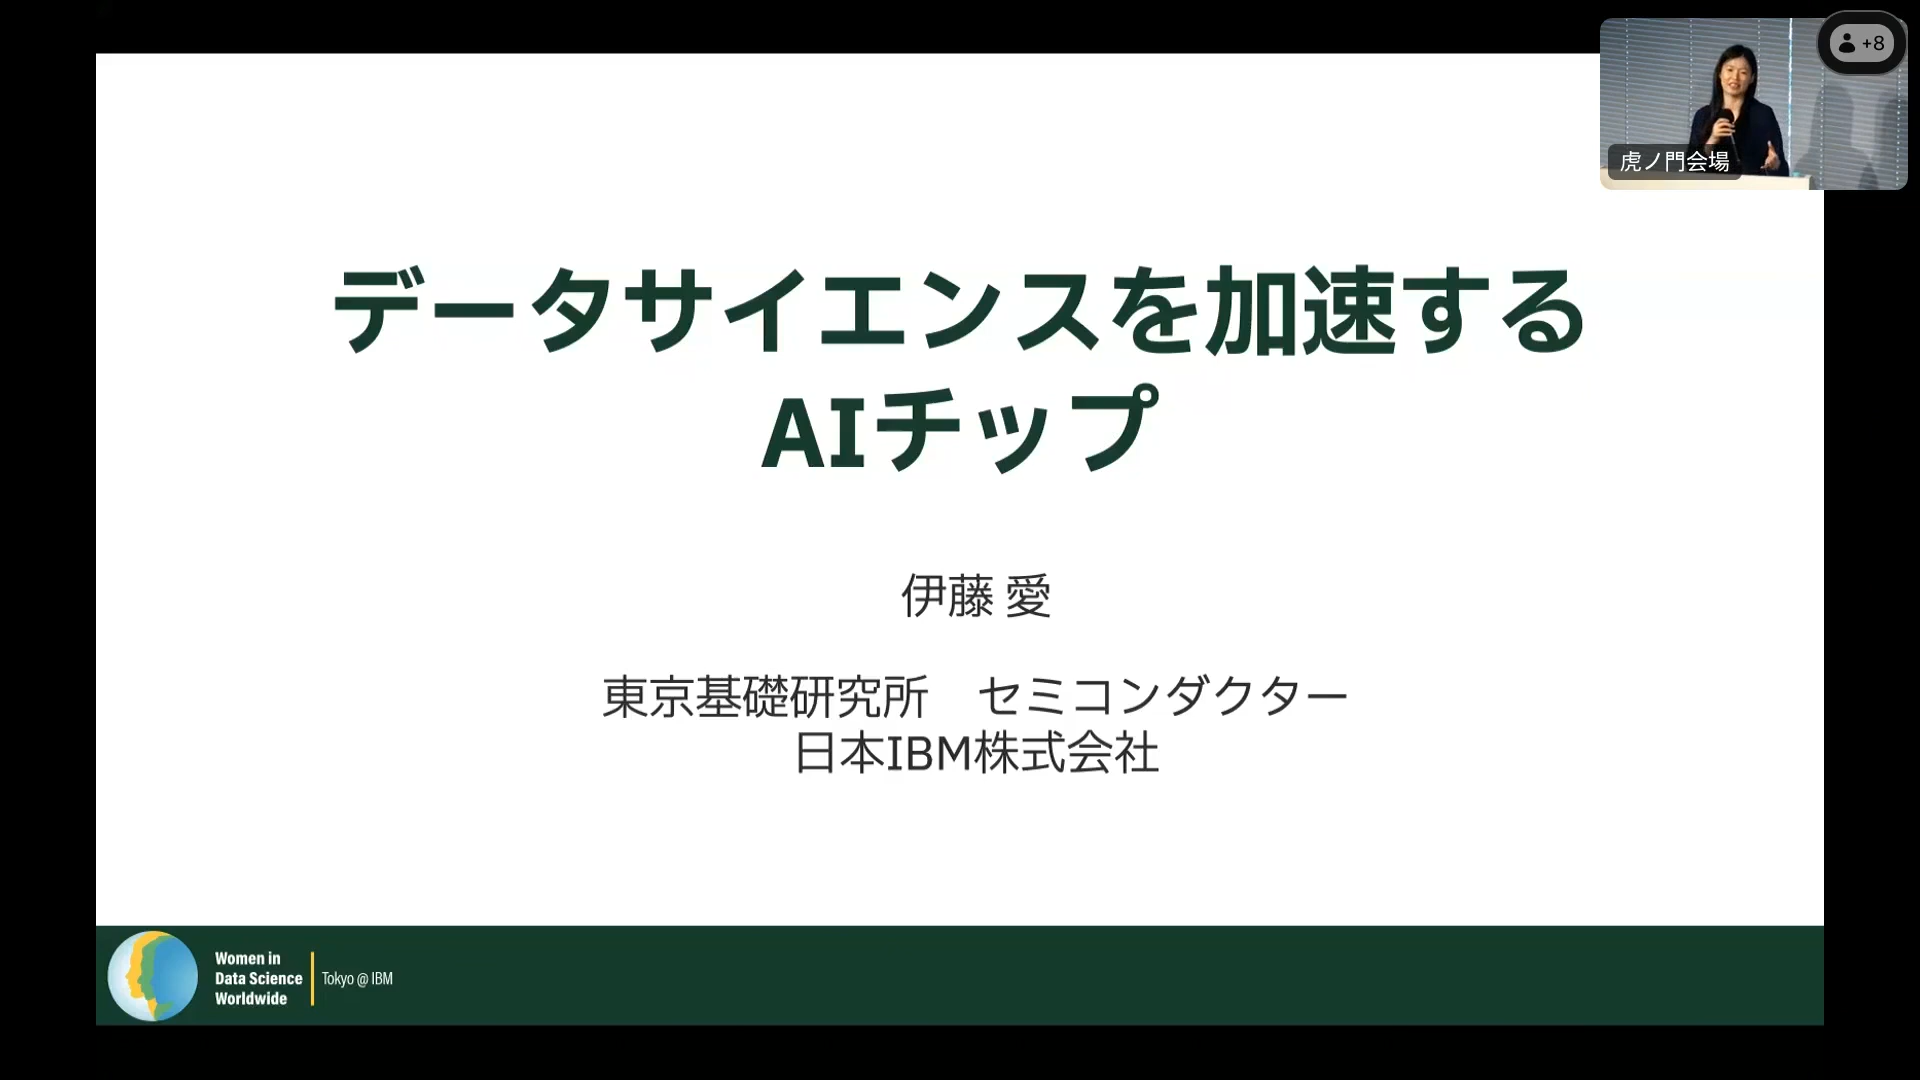 +8
虎ノ門会場
データサイエンスを加速する
AIチップ
伊藤 愛
東京基礎研究所　セミコンダクター
日本IBM株式会社
Women in
Data Science
Worldwide
Tokyo @ IBM